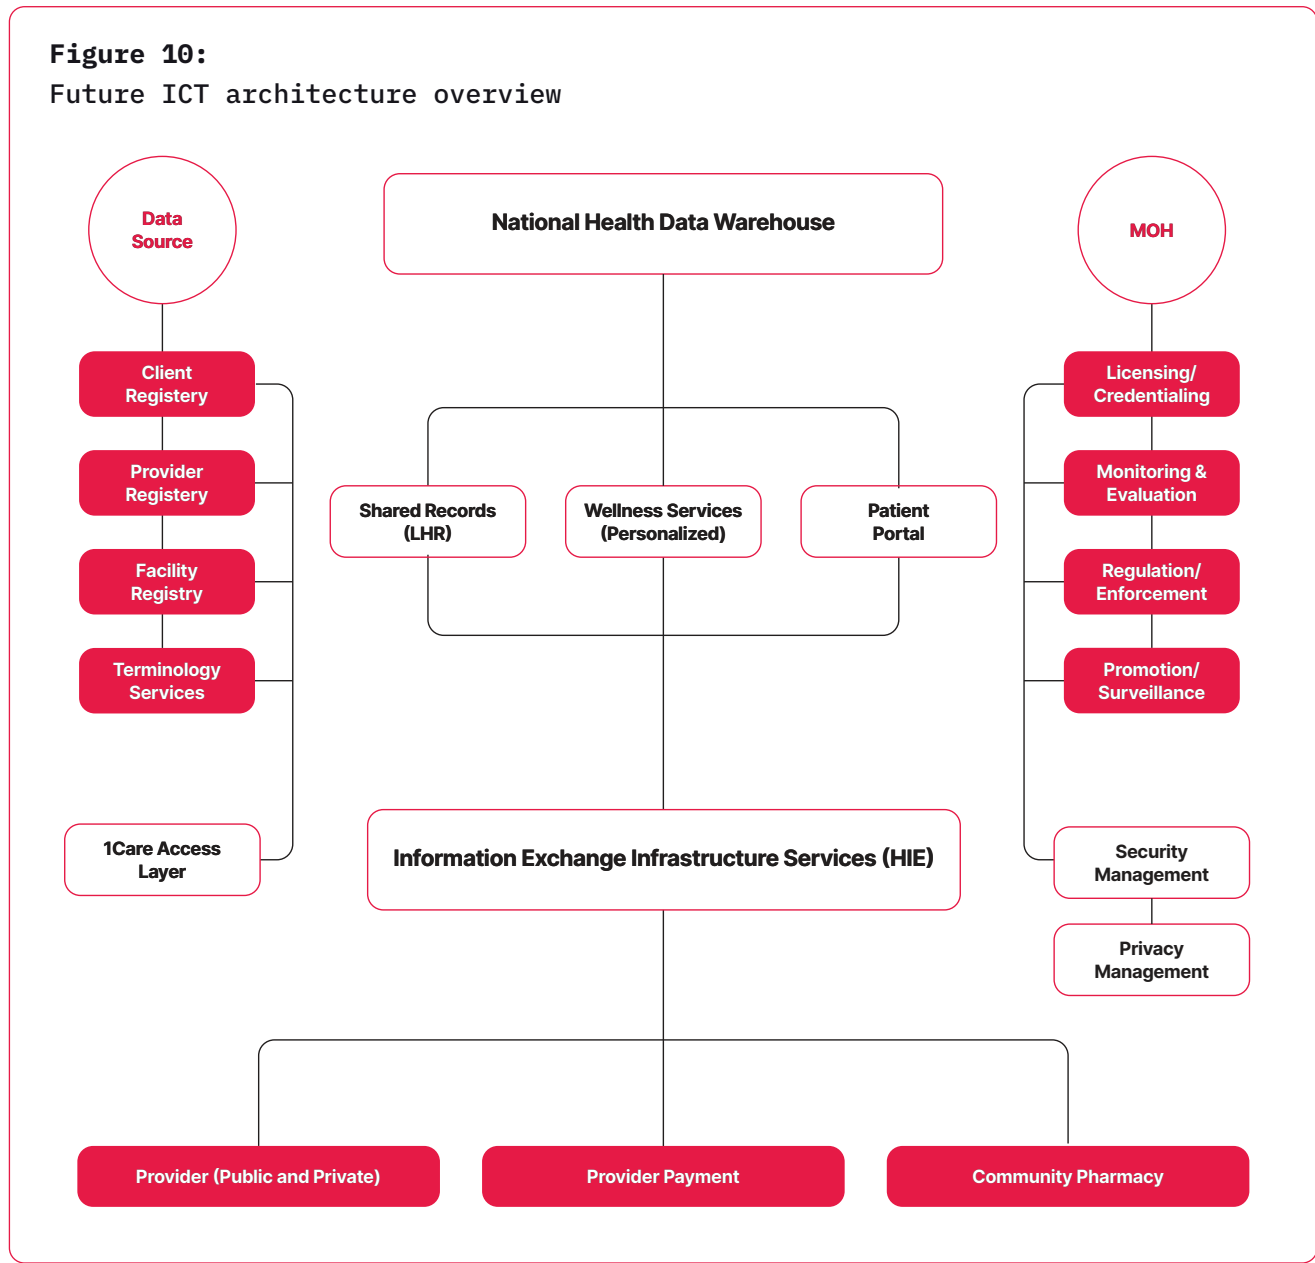 Figure 10:
Future ICT architecture overview
Data
Source
National Health Data Warehouse
MOH
Client
Registery
Provider
Registery
Facility
Registry
Terminology
Services
1Care Access
Layer
Shared Records
(LHR)
Wellness Services
(Personalized)
Patient
Portal
Information Exchange Infrastructure Services (HIE)
Licensing/
Credentialing
Monitoring &
Evaluation
Regulation/
Enforcement
Promotion/
Surveillance
Security
Management
Privacy
Management
Provider (Public and Private)
Provider Payment
Community Pharmacy